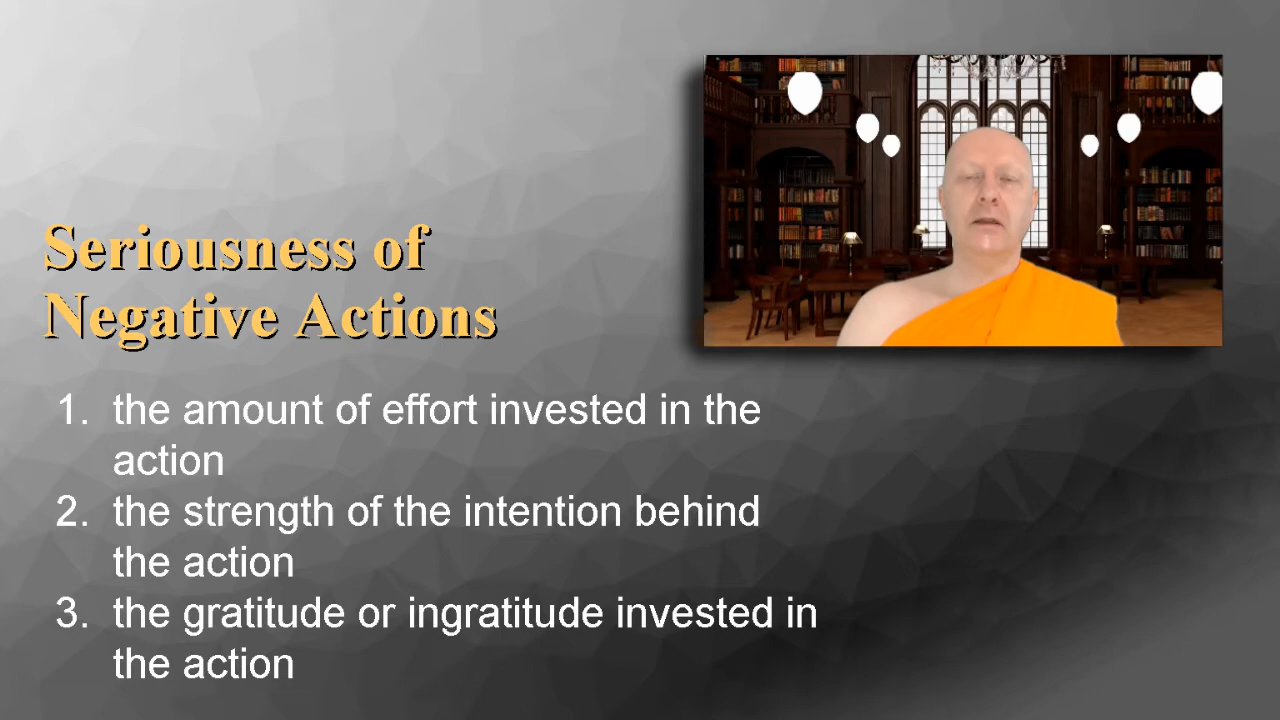 Seriousness of
Negative Actions
1. the amount of effort invested in the
action
2. the strength of the intention behind
the action
3. the gratitude or ingratitude invested in
the action